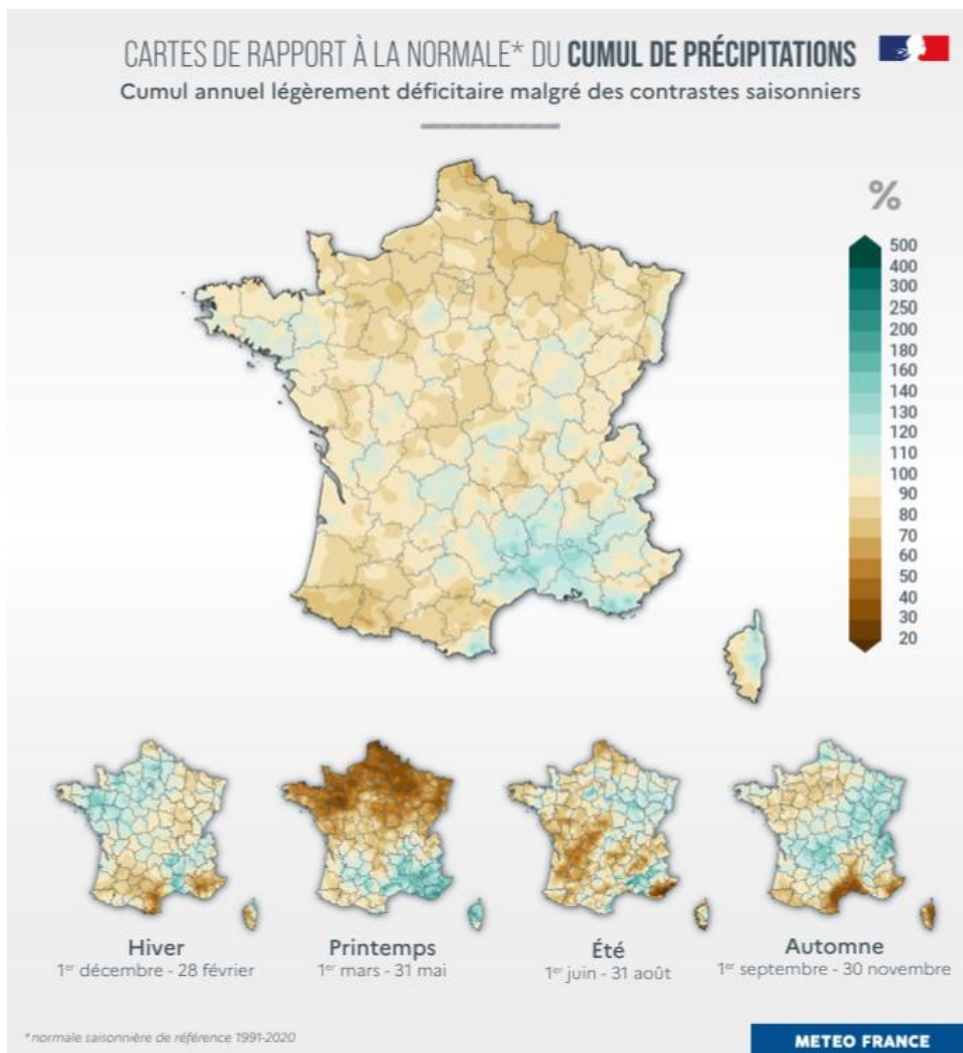 CARTES DE RAPPORT À LA NORMALE* DU CUMUL DE PRÉCIPITATIONS
Cumul annuel légèrement déficitaire malgré des contrastes saisonniers
%
500
400
300
250
200
180
160
140
130
120
110
100
90
80
70
60
50
40
30
20
Hiver
1er décembre - 28 février
Printemps
1er mars - 31 mai
Été
1er juin - 31 août
Automne
1er septembre - 30 novembre
*normale saisonnière de référence 1991-2020
METEO FRANCE